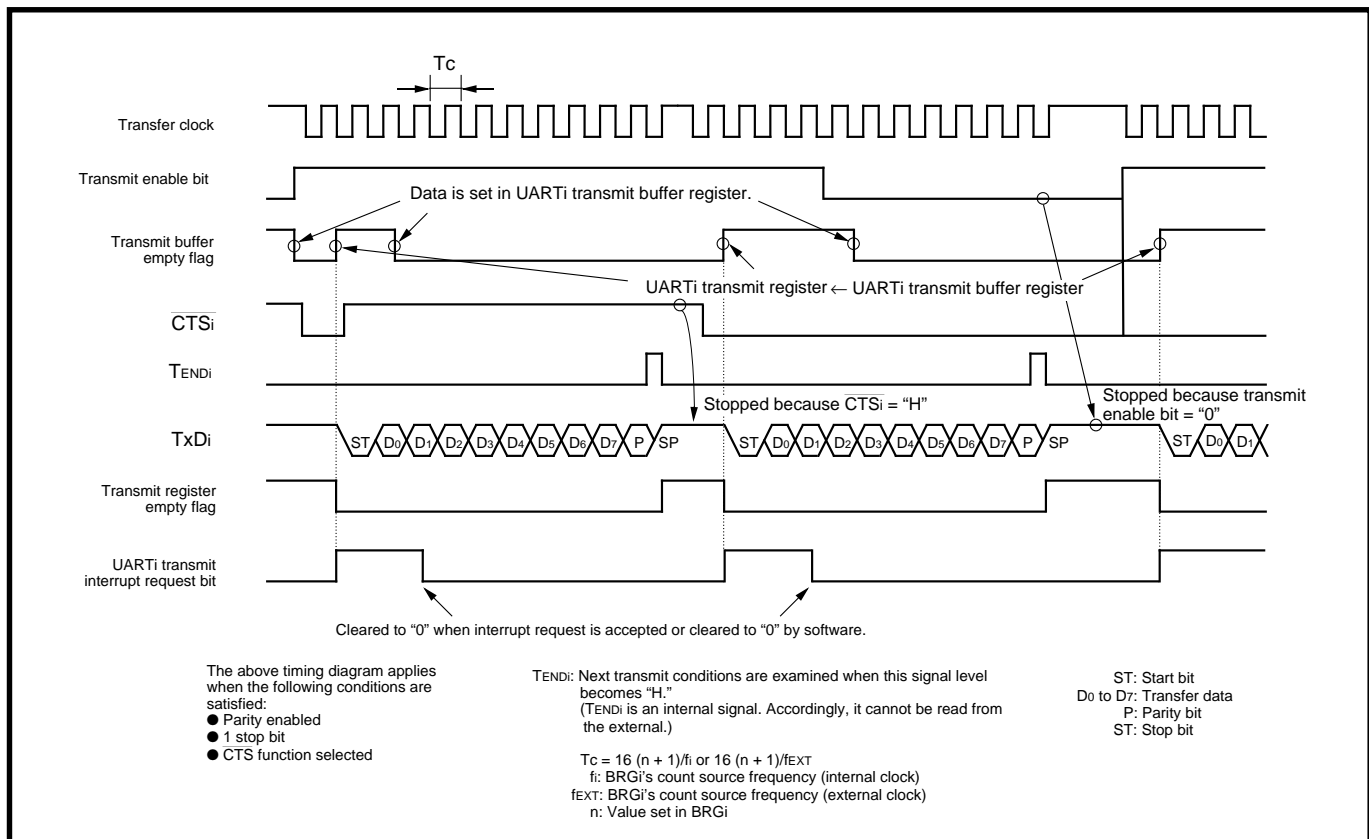 Tc
Transfer clock
Transmit enable bit
Data is set in UARTi transmit buffer register.
Transmit buffer
empty flag
UARTi transmit register ← UARTi transmit buffer register
CTSi
TENDi
Stopped because CTSi = “H”
Stopped because transmit
enable bit = “0”
TxDi
ST D0 D1 D2 D3 D4 D5 D6 D7 P SP ST D0 D1 D2 D3 D4 D5 D6 D7 P SP ST D0 D1
Transmit register
empty flag
UARTi transmit
interrupt request bit
Cleared to “0” when interrupt request is accepted or cleared to “0” by software.
The above timing diagram applies
when the following conditions are
satisfied:
● Parity enabled
● 1 stop bit
● CTS function selected
TENDi: Next transmit conditions are examined when this signal level
becomes “H.”
(TENDi is an internal signal. Accordingly, it cannot be read from
the external.)
Tc = 16 (n + 1)/fi or 16 (n + 1)/fEXT
fi: BRGi's count source frequency (internal clock)
fEXT: BRGi's count source frequency (external clock)
n: Value set in BRGi
ST: Start bit
D0 to D7: Transfer data
P: Parity bit
ST: Stop bit